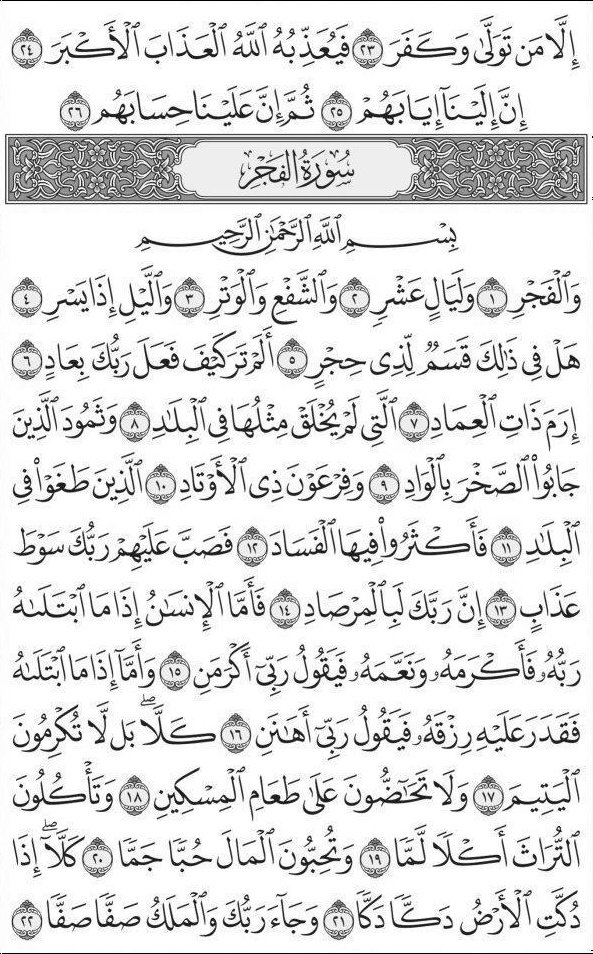 إِلَّا مَن تَوَلَّىٰ وَكَفَرَ ٢٣ فَيُعَذِّبُهُ ٱللَّهُ ٱلْعَذَابَ ٱلْأَكْبَرَ ٢٤
إِنَّ إِلَيْنَآ إِيَابَهُمْ ٢٥ ثُمَّ إِنَّ عَلَيْنَا حِسَابَهُم ٢٦
سُورَةُ الفَجْرِ
بِسْمِ ٱللَّهِ ٱلرَّحْمَٰنِ ٱلرَّحِيمِ
وَٱلْفَجْرِ ١ وَلَيَالٍ عَشْرٍ ٢ وَٱلشَّفْعِ وَٱلْوَتْرِ ٣ وَٱلَّيْلِ إِذَا يَسْرِ ٤
هَلْ فِى ذَٰلِكَ قَسَمٌ لِّذِى حِجْرٍ ٥ أَلَمْ تَرَ كَيْفَ فَعَلَ رَبُّكَ بِعَادٍ ٦
إِرَمَ ذَاتِ ٱلْعِمَادِ ٧ ٱلَّتِى لَمْ يُخْلَقْ مِثْلُهَا فِى ٱلْبِلَٰدِ ٨ وَثَمُودَ ٱلَّذِينَ
جَابُوا۟ ٱلصَّخْرَ بِٱلْوَادِ ٩ وَفِرْعَوْنَ ذِى ٱلْأَوْتَادِ ١٠ ٱلَّذِينَ طَغَوْا۟ فِى
ٱلْبِلَٰدِ ١١ فَأَكْثَرُوا۟ فِيهَا ٱلْفَسَادَ ١٢ فَصَبَّ عَلَيْهِمْ رَبُّكَ سَوْطَ
عَذَابٍ ١٣ إِنَّ رَبَّكَ لَبِٱلْمِرْصَادِ ١٤ فَأَمَّا ٱلْإِنسَٰنُ إِذَا مَا ٱبْتَلَىٰهُ
رَبُّهُۥ فَأَكْرَمَهُۥ وَنَعَّمَهُۥ فَيَقُولُ رَبِّىٓ أَكْرَمَنِ ١٥ وَأَمَّآ إِذَا مَا ٱبْتَلَىٰهُ
فَقَدَرَ عَلَيْهِ رِزْقَهُۥ فَيَقُولُ رَبِّىٓ أَهَٰنَنِ ١٦ كَلَّا ۖ بَل لَّا تُكْرِمُونَ
ٱلْيَتِيمَ ١٧ وَلَا تَحَٰٓضُّونَ عَلَىٰ طَعَامِ ٱلْمِسْكِينِ ١٨ وَتَأْكُلُونَ
ٱلتُّرَاثَ أَكْلًا لَّمًّا ١٩ وَتُحِبُّونَ ٱلْمَالَ حُبًّا جَمًّا ٢٠ كَلَّآ ۖ إِذَا
دُكَّتِ ٱلْأَرْضُ دَكًّا دَكًّا ٢١ وَجَآءَ رَبُّكَ وَٱلْمَلَكُ صَفًّا صَفًّا ٢٢